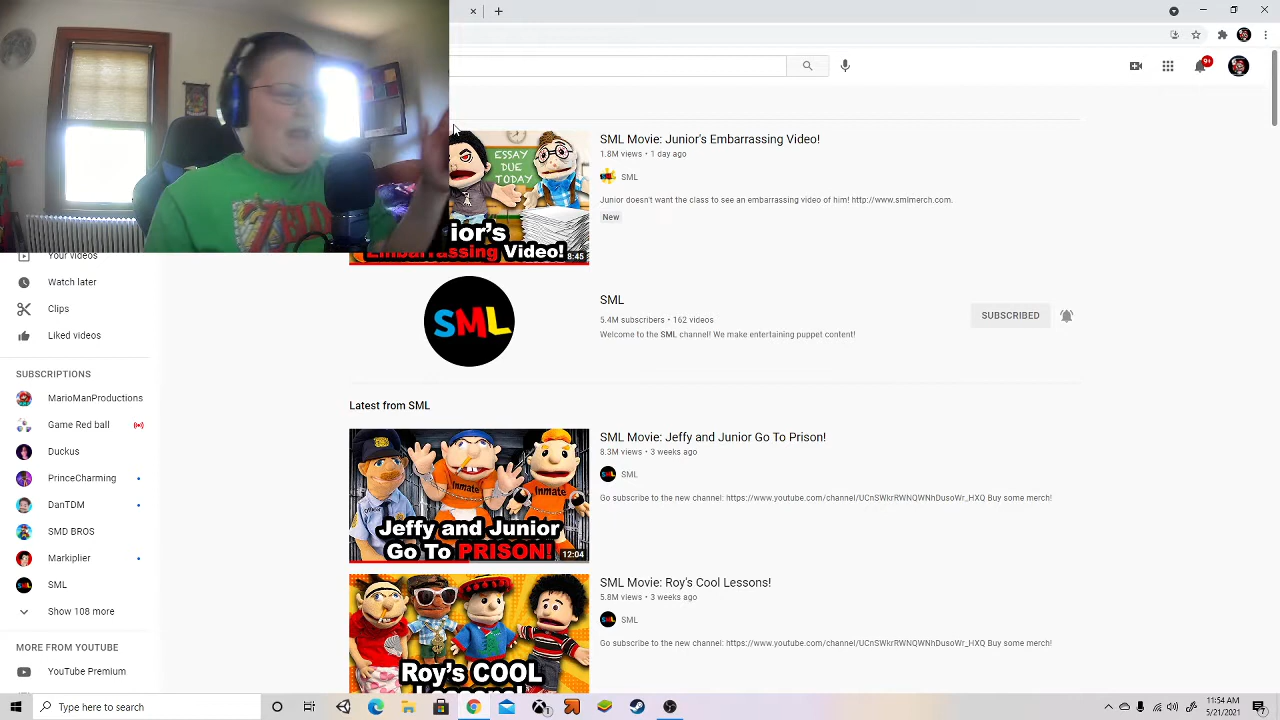 9+
SML Movie: Junior's Embarrassing Video!
1.8M views • 1 day ago
SML
Junior doesn't want the class to see an embarrassing video of him! http://www.smlmerch.com.
New
ESSAY
DUE
TODAY
ior's
Embarrassing Video!
8:45
Your videos
Watch later
Clips
Liked videos
SUBSCRIPTIONS
MarioManProductions
Game Red ball
Duckus
PrinceCharming
DanTDM
SMD BROS
Markiplier
SML
Show 108 more
MORE FROM YOUTUBE
YouTube Premium
SML
SML
5.4M subscribers • 162 videos
Welcome to the SML channel! We make entertaining puppet content!
SUBSCRIBED
Latest from SML
Inmate
Inmate
Jeffy and Junior
Go To PRISON!
12:04
SML Movie: Jeffy and Junior Go To Prison!
8.3M views • 3 weeks ago
SML
Go subscribe to the new channel: https://www.youtube.com/channel/UCnSWkrRWNQWNhDusoWr_HXQ Buy some merch!
Roy's COOL
SML Movie: Roy's Cool Lessons!
5.8M views • 3 weeks ago
SML
Go subscribe to the new channel: https://www.youtube.com/channel/UCnSWkrRWNQWNhDusoWr_HXQ Buy some merch!
Type here to search
11:54 AM
5/21/2021